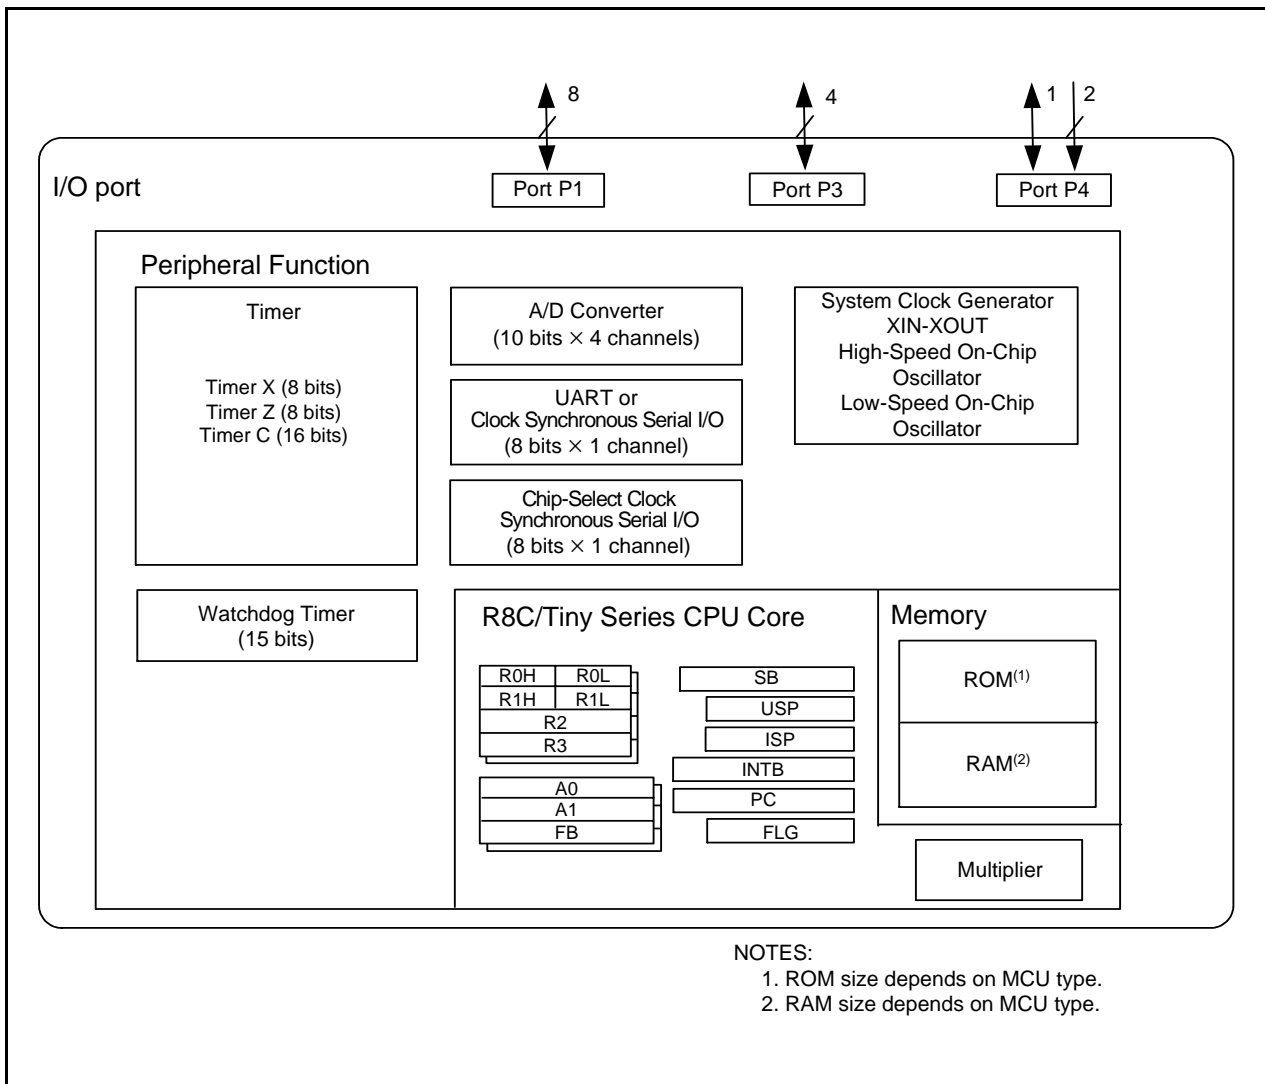 8
4
1
2
I/O port
Port P1
Port P3
Port P4
Peripheral Function
Timer
Timer X (8 bits)
Timer Z (8 bits)
Timer C (16 bits)
A/D Converter
(10 bits × 4 channels)
UART or
Clock Synchronous Serial I/O
(8 bits × 1 channel)
Chip-Select Clock
Synchronous Serial I/O
(8 bits × 1 channel)
System Clock Generator
XIN-XOUT
High-Speed On-Chip
Oscillator
Low-Speed On-Chip
Oscillator
Watchdog Timer
(15 bits)
R8C/Tiny Series CPU Core
R0H
R0L
R1H
R1L
R2
R3
A0
A1
FB
SB
USP
ISP
INTB
PC
FLG
Memory
ROM(1)
RAM(2)
Multiplier
NOTES:
1. ROM size depends on MCU type.
2. RAM size depends on MCU type.